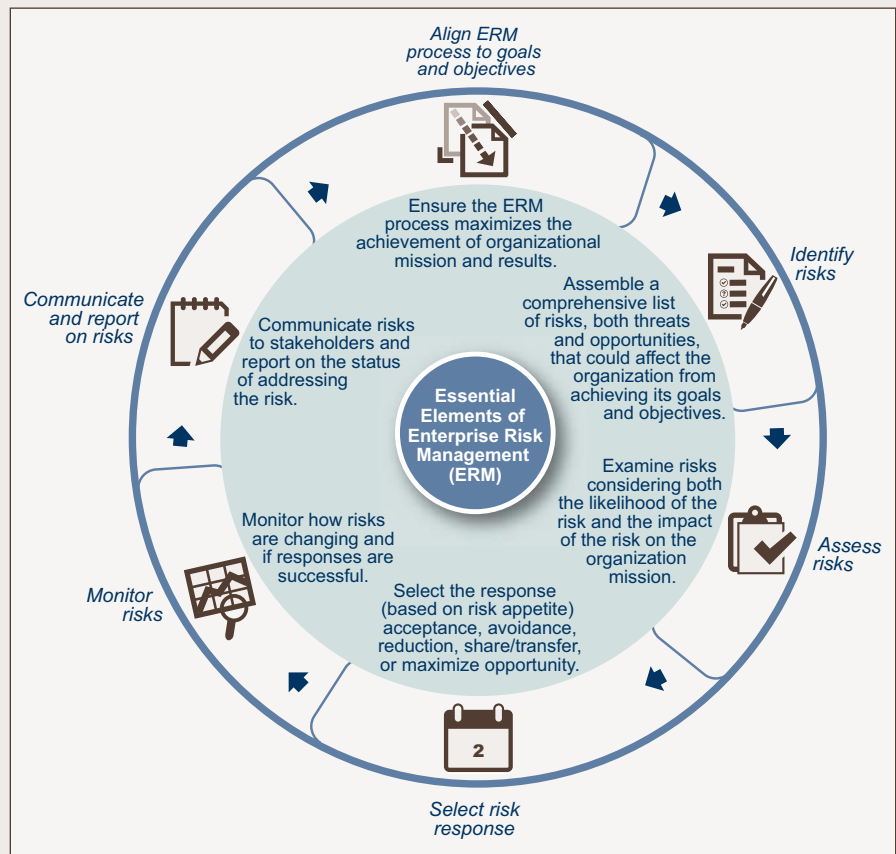 Align ERM
process to goals
and objectives
Ensure the ERM
process maximizes the
achievement of organizational
mission and results.
Identify
risks
Assemble a
comprehensive list
of risks, both threats
and opportunities,
that could affect the
organization from
achieving its goals
and objectives.
Assess
risks
Examine risks
considering both
the likelihood of the
risk and the impact
of the risk on the
organization
mission.
Select risk
response
Select the response
(based on risk appetite)
acceptance, avoidance,
reduction, share/transfer,
or maximize opportunity.
2
Monitor
risks
Monitor how risks
are changing and
if responses are
successful.
Communicate
and report
on risks
Communicate risks
to stakeholders and
report on the status
of addressing
the risk.
Essential
Elements of
Enterprise Risk
Management
(ERM)